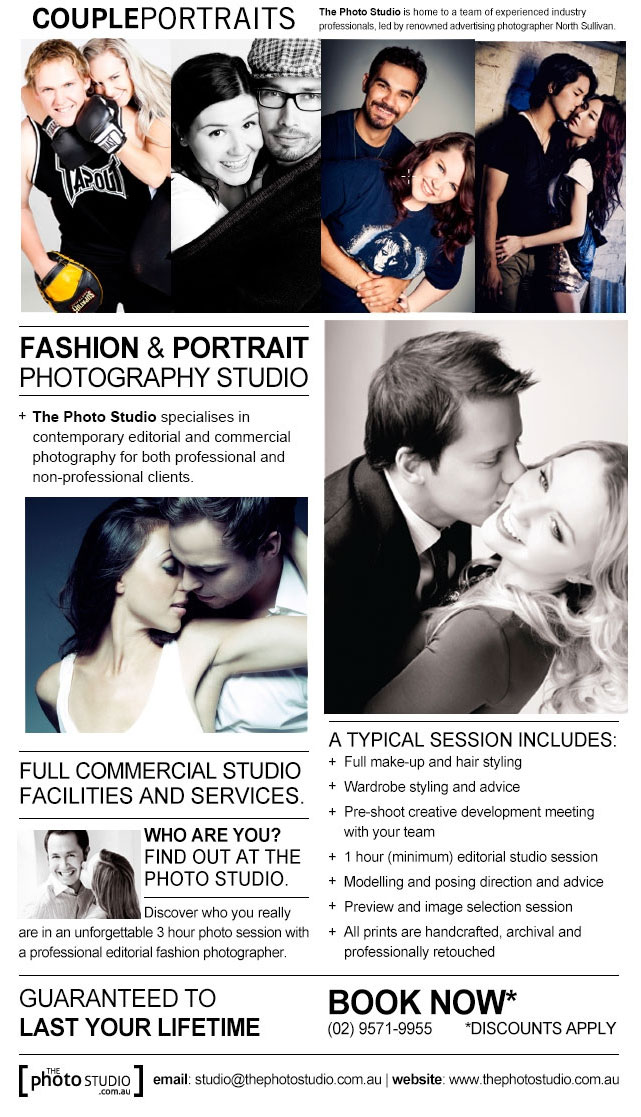 COUPLEPORTRAITS
The Photo Studio is home to a team of experienced industry
professionals, led by renowned advertising photographer North Sullivan.
TAPOUT
FASHION & PORTRAIT
PHOTOGRAPHY STUDIO
+ The Photo Studio specialises in
contemporary editorial and commercial
photography for both professional and
non-professional clients.
FULL COMMERCIAL STUDIO
FACILITIES AND SERVICES.
WHO ARE YOU?
FIND OUT AT THE
PHOTO STUDIO.
Discover who you really
are in an unforgettable 3 hour photo session with
a professional editorial fashion photographer.
A TYPICAL SESSION INCLUDES:
+ Full make-up and hair styling
+ Wardrobe styling and advice
+ Pre-shoot creative development meeting
with your team
+ 1 hour (minimum) editorial studio session
+ Modelling and posing direction and advice
+ Preview and image selection session
+ All prints are handcrafted, archival and
professionally retouched
GUARANTEED TO
LAST YOUR LIFETIME
BOOK NOW*
(02) 9571-9955 *DISCOUNTS APPLY
[THE photo STUDIO .com.au]
email: studio@thephotostudio.com.au | website: www.thephotostudio.com.au